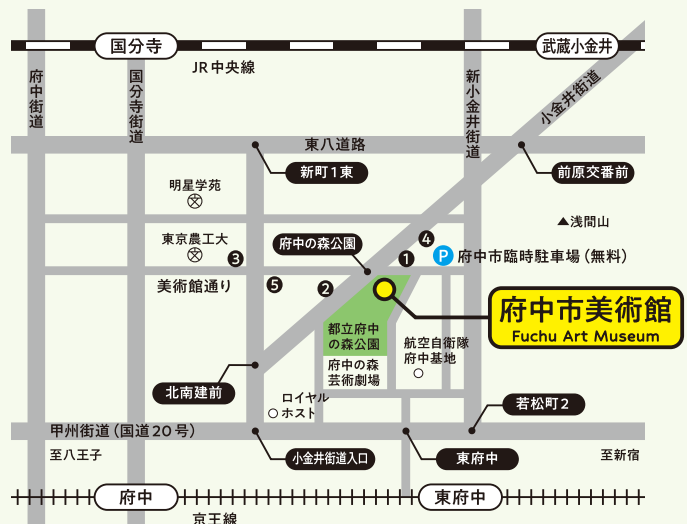 国分寺
武蔵小金井
JR中央線
府中街道
国分寺街道
新小金井街道
小金井街道
東八道路
新町1東
前原交番前
明星学苑
浅間山
東京農工大
府中の森公園
4
3
1
P 府中市臨時駐車場(無料)
美術館通り
5
2
府中市美術館
Fuchu Art Museum
都立府中
の森公園
航空自衛隊
府中基地
府中の森
芸術劇場
北南建前
ロイヤル
ホスト
若松町2
甲州街道(国道20号)
至八王子
小金井街道入口
東府中
至新宿
府中
東府中
京王線